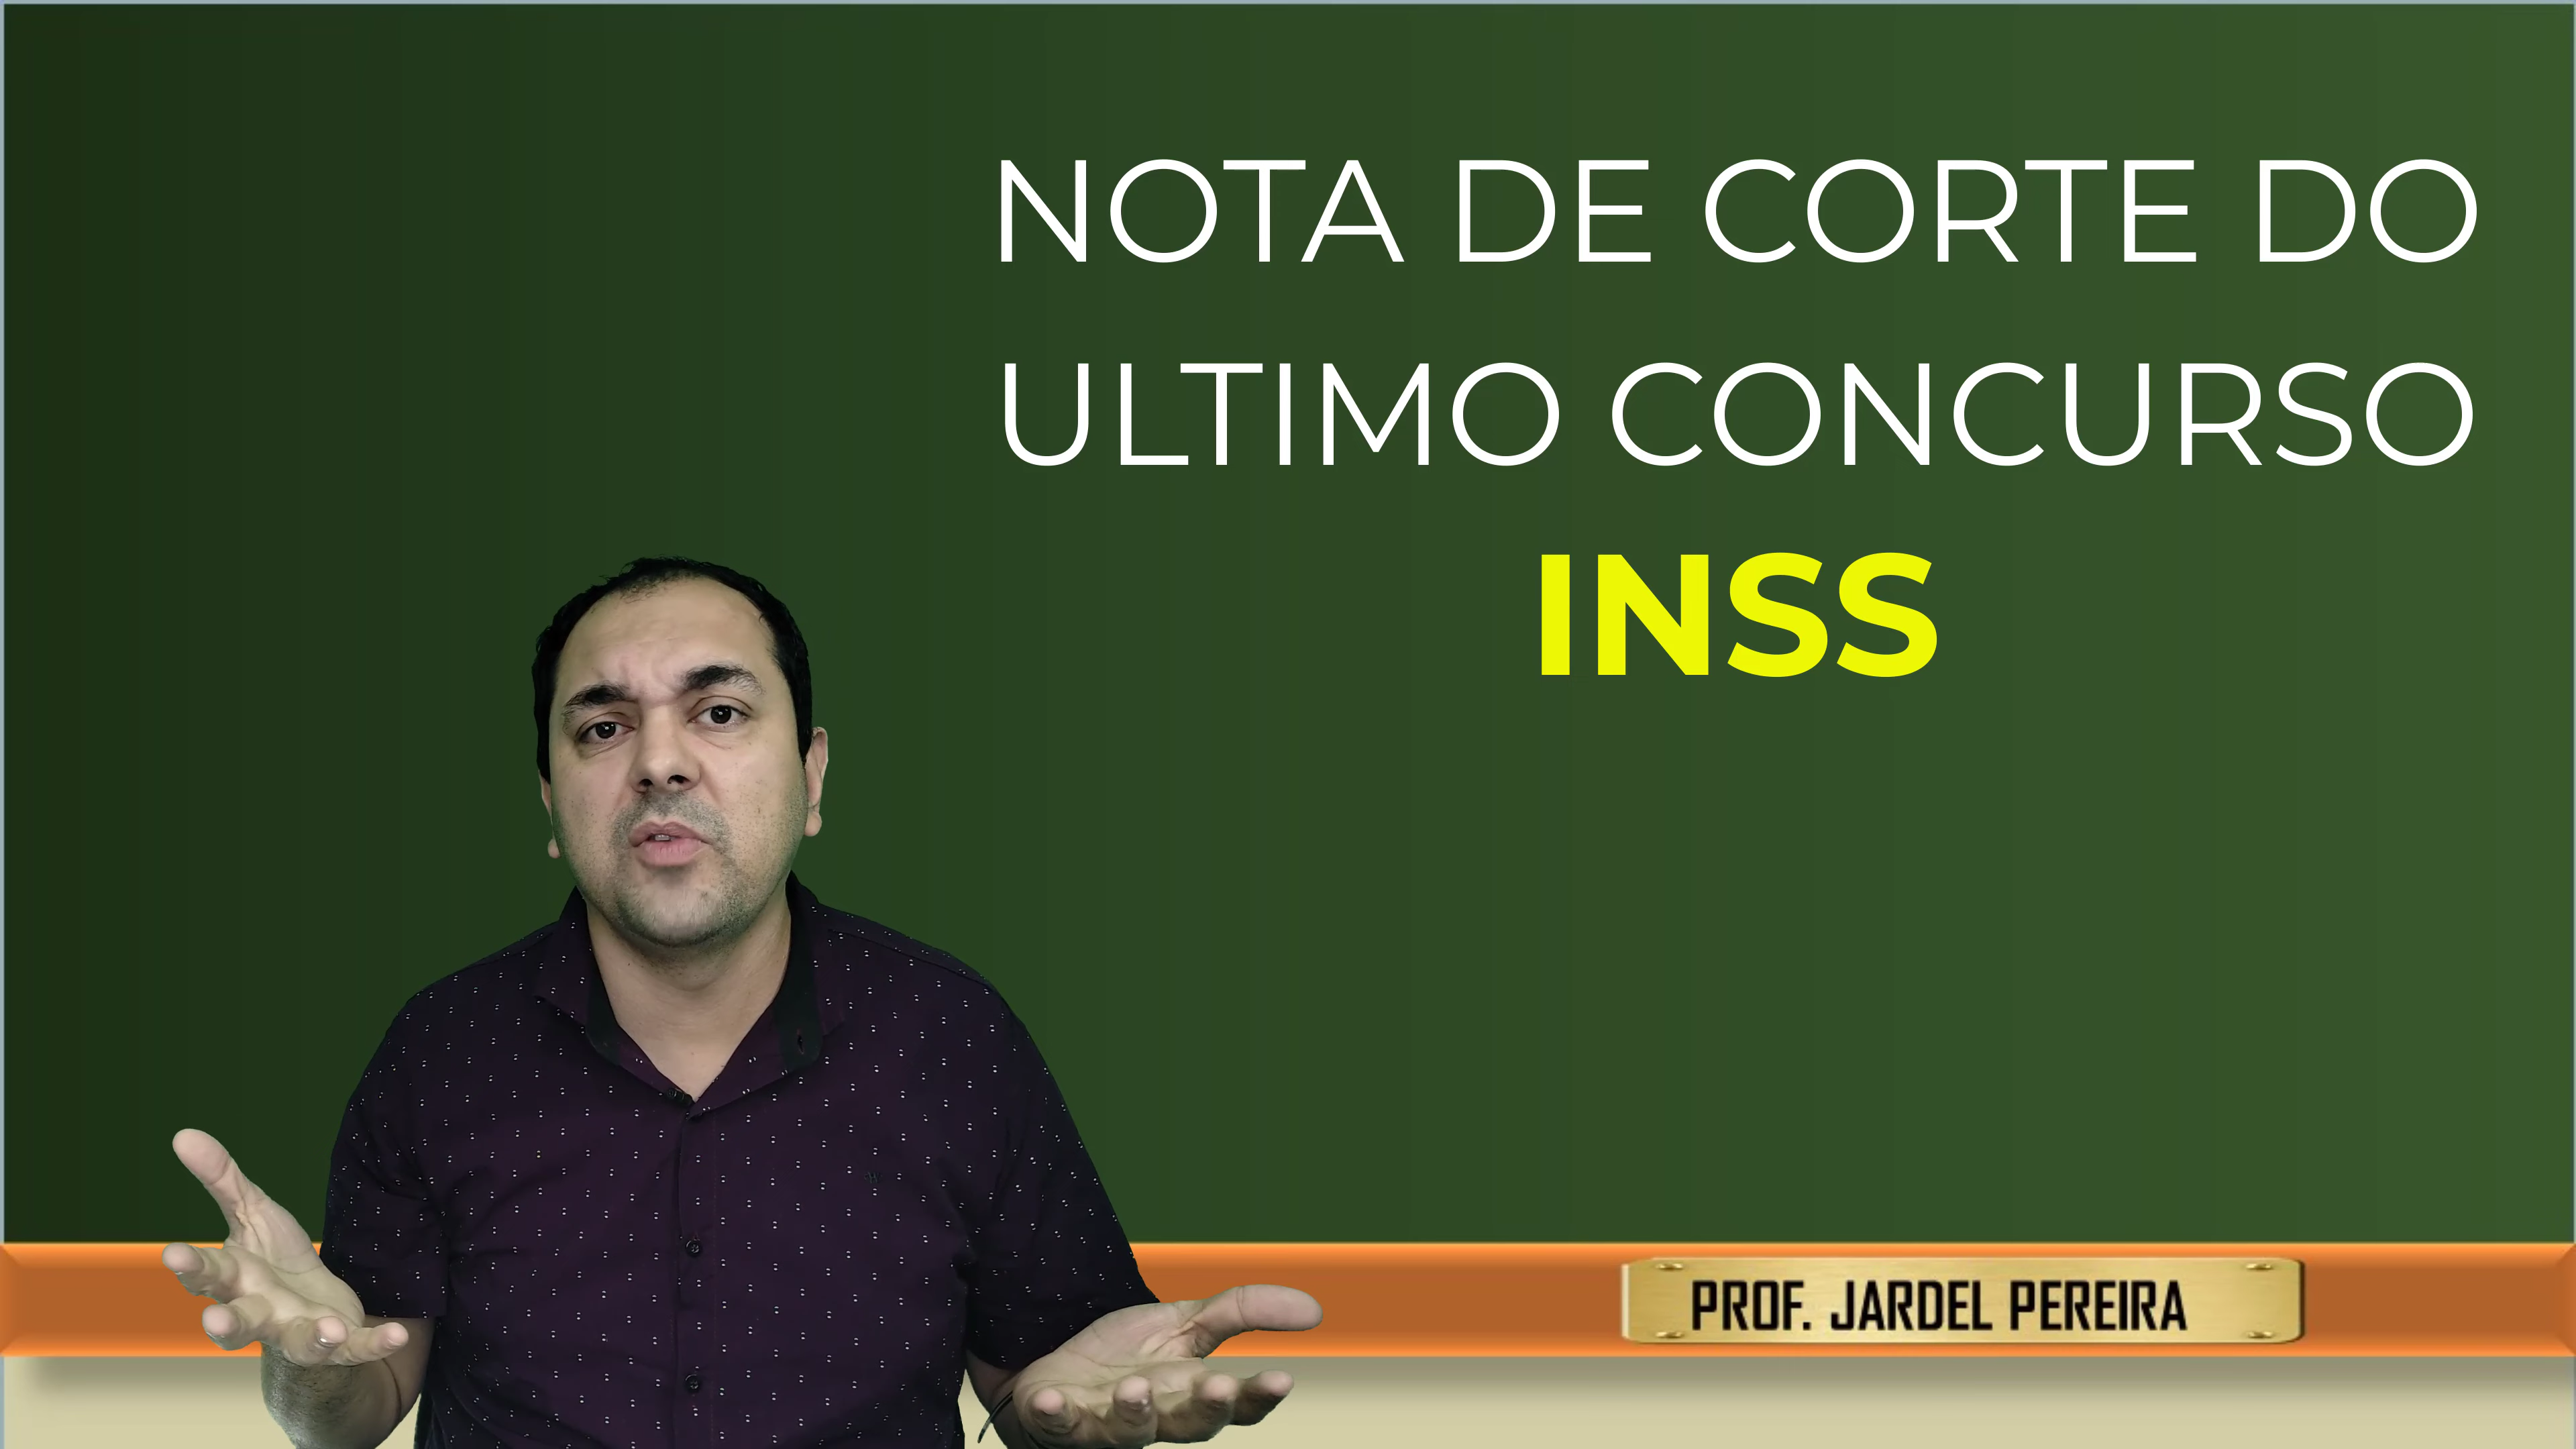 NOTA DE CORTE DO
ULTIMO CONCURSO
INSS
PROF. JARDEL PEREIRA